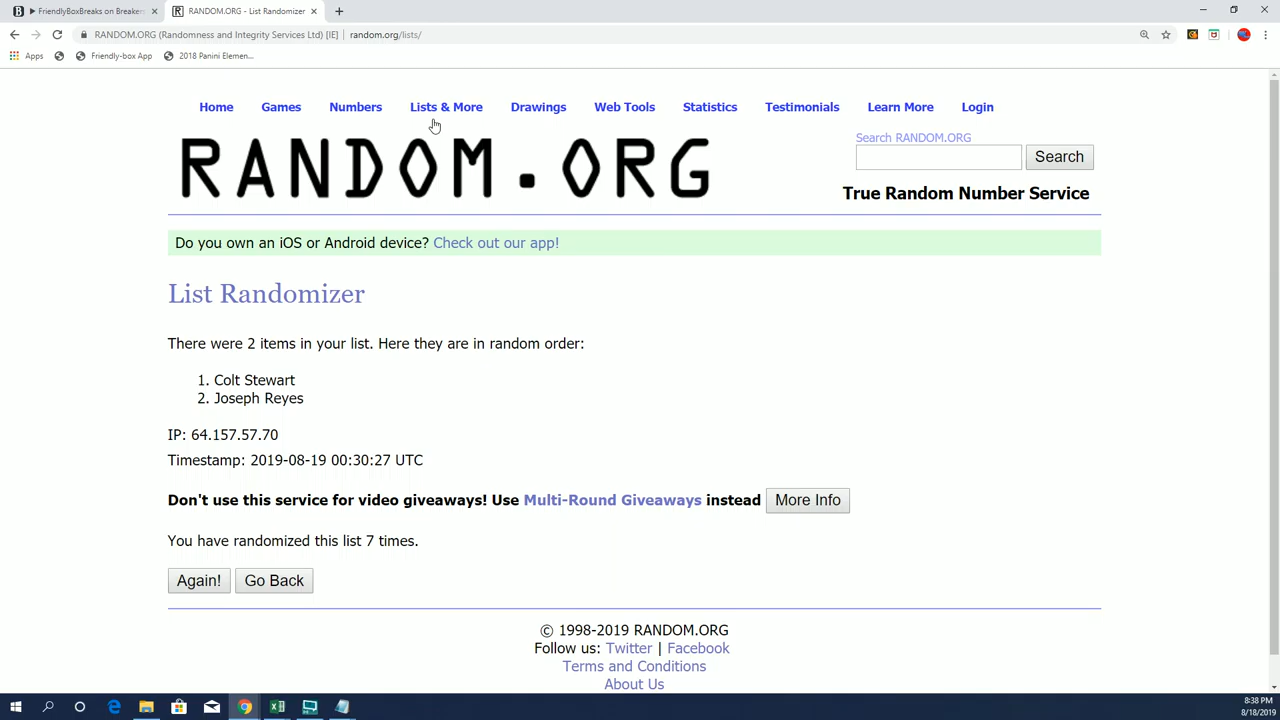 FriendlyBoxBreaks on Breakers
RANDOM.ORG - List Randomizer
RANDOM.ORG (Randomness and Integrity Services Ltd) [IE] | random.org/lists/
Apps Friendly-box App 2018 Panini Elemen...
Home Games Numbers Lists & More Drawings Web Tools Statistics Testimonials Learn More Login
RANDOM.ORG
Search RANDOM.ORG
Search
True Random Number Service
Do you own an iOS or Android device? Check out our app!
List Randomizer
There were 2 items in your list. Here they are in random order:
1. Colt Stewart
2. Joseph Reyes
IP: 64.157.57.70
Timestamp: 2019-08-19 00:30:27 UTC
Don't use this service for video giveaways! Use Multi-Round Giveaways instead More Info
You have randomized this list 7 times.
Again! Go Back
© 1998-2019 RANDOM.ORG
Follow us: Twitter | Facebook
Terms and Conditions
About Us
8:38 PM
8/18/2019